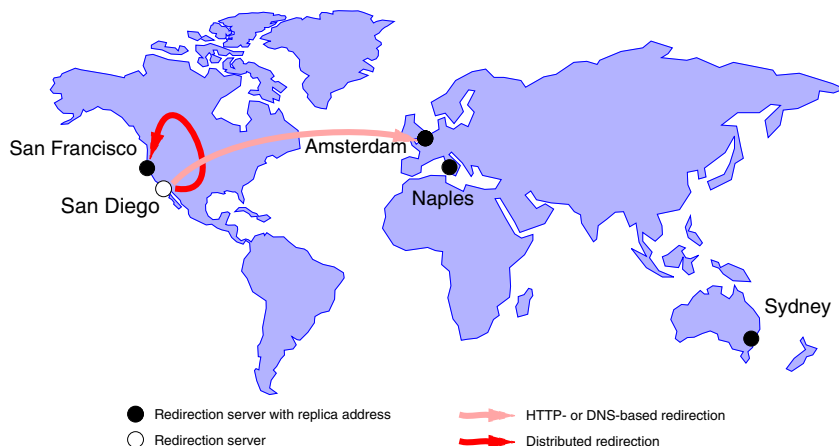 San Francisco
Amsterdam
San Diego
Naples
Sydney
Redirection server with replica address
HTTP- or DNS-based redirection
Redirection server
Distributed redirection